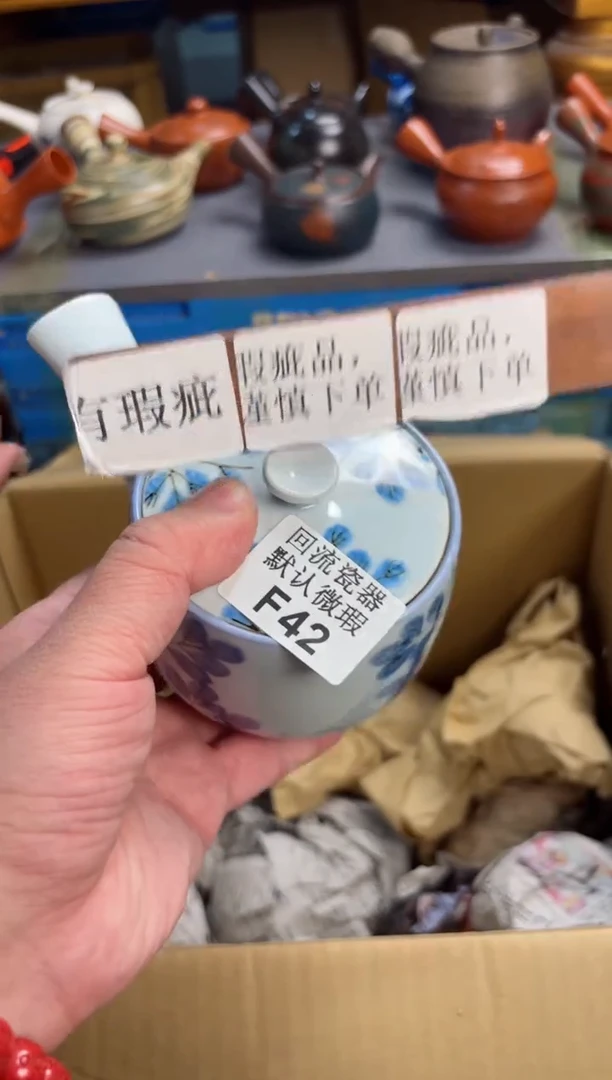 有瑕疵
瑕疵品，
谨慎下单
瑕疵品，
谨慎下单
回流瓷器
默认微瑕
F42